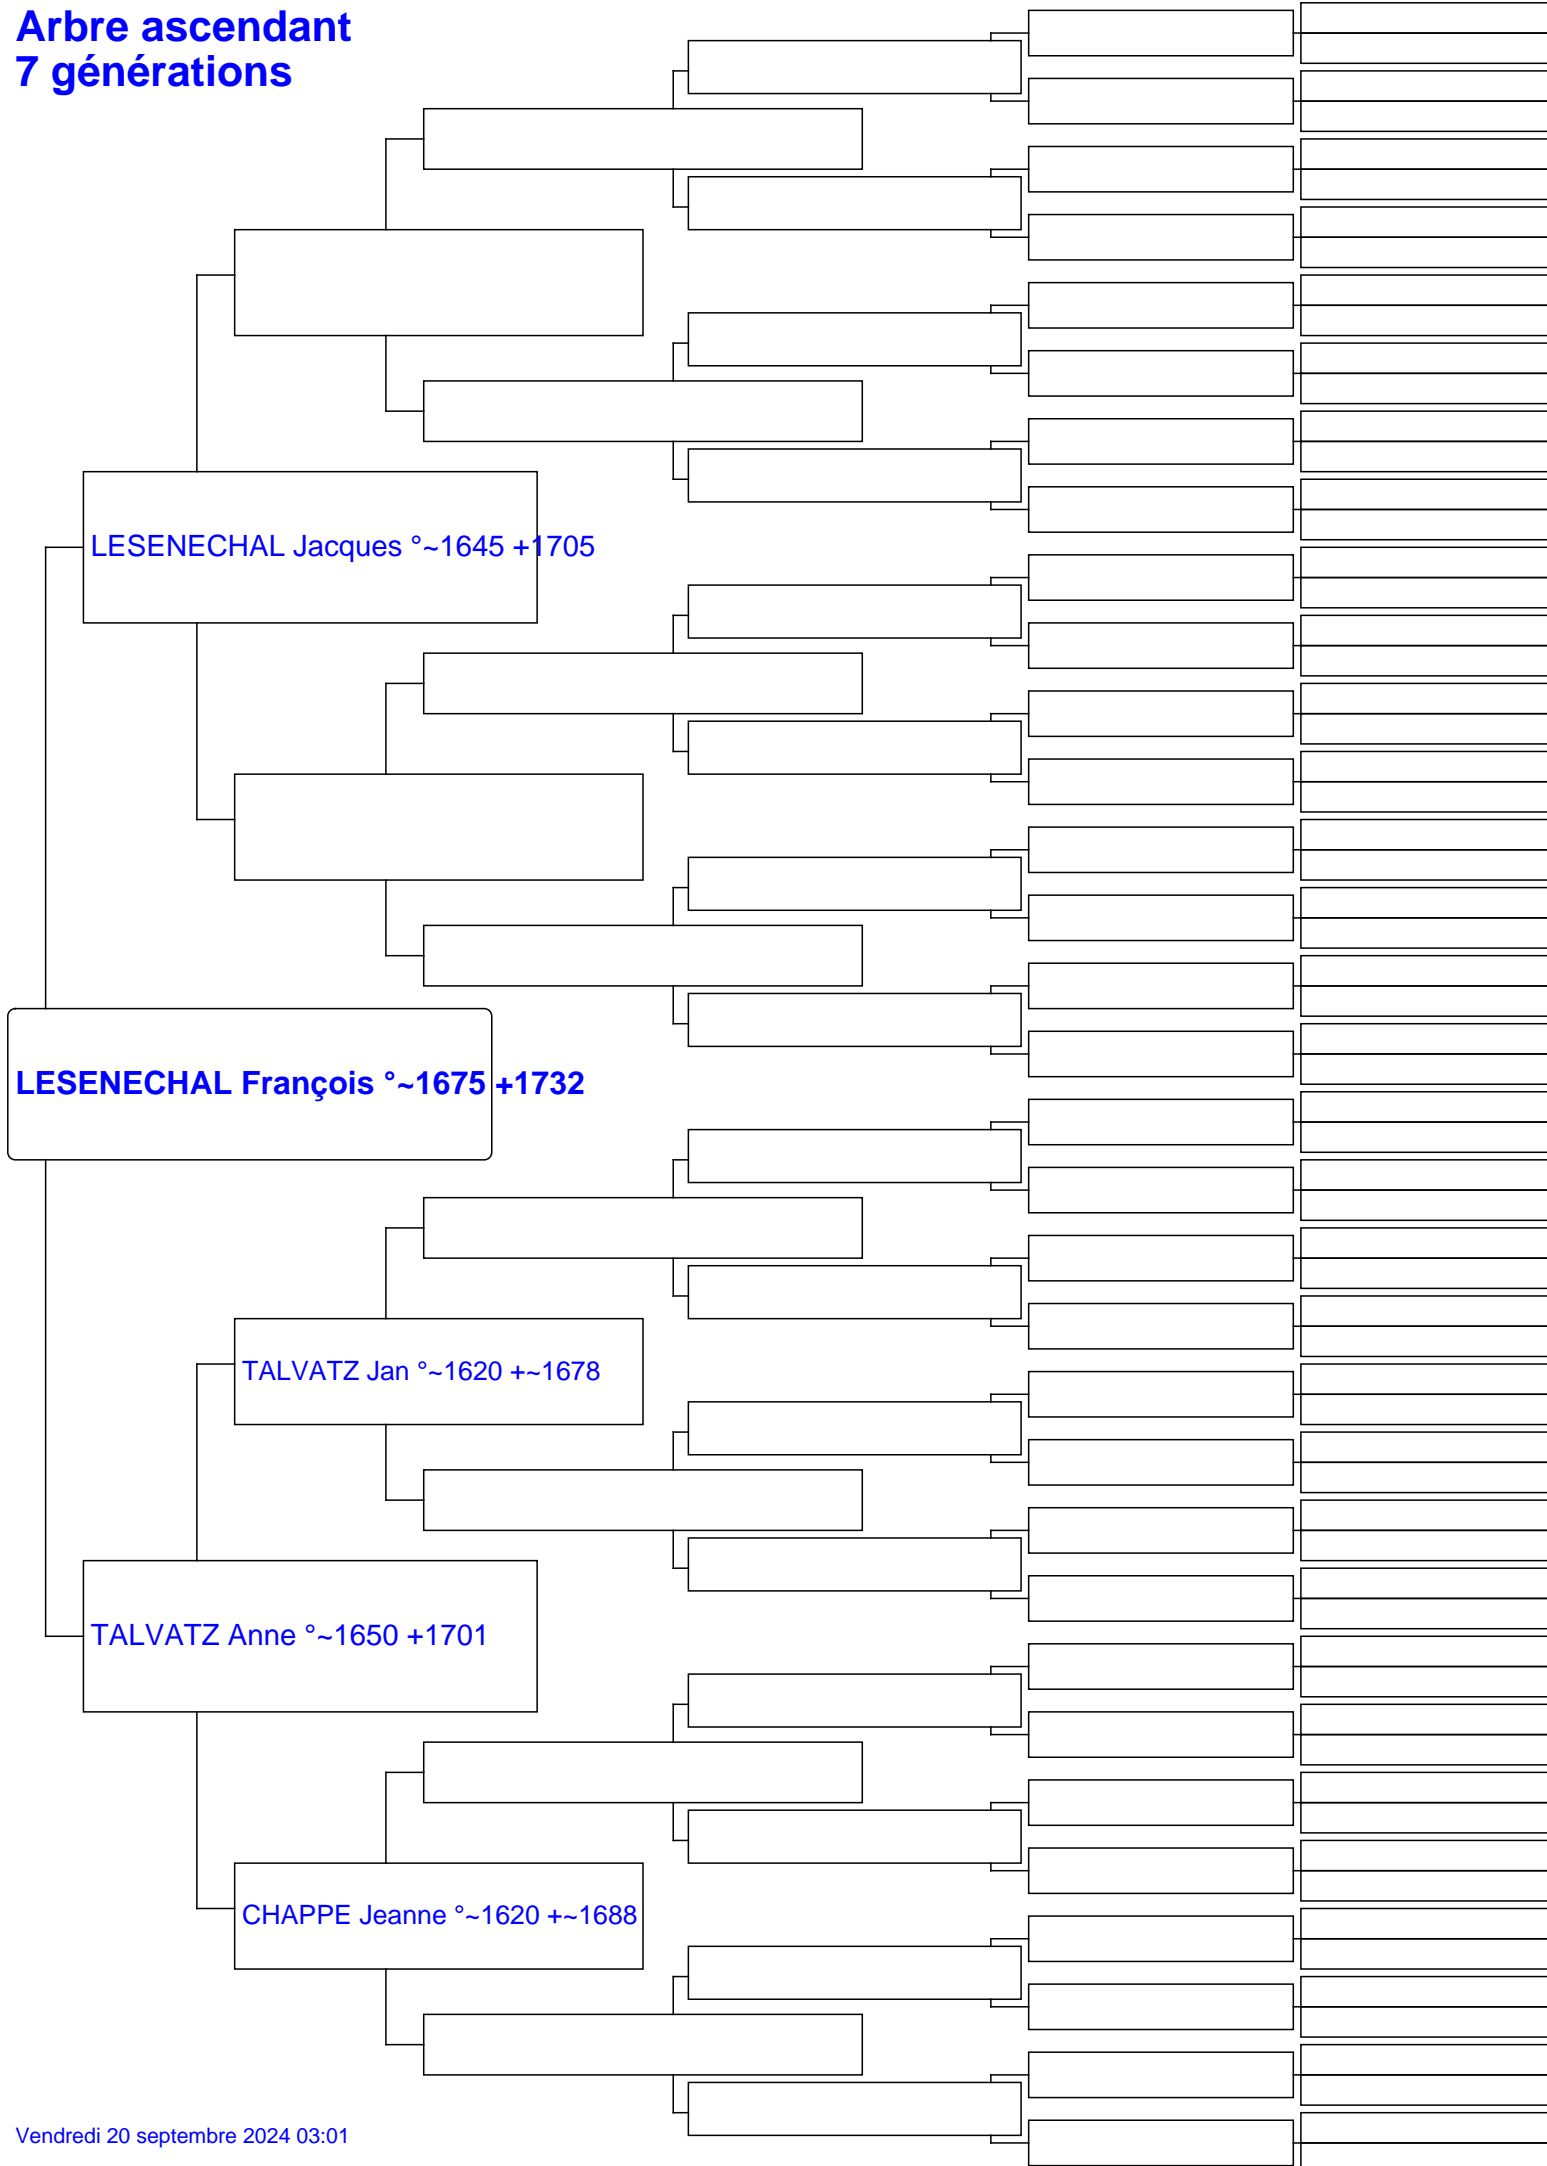 Arbre ascendant
7 générations
LESENECHAL Jacques °~1645 +1705
LESENECHAL François °~1675 +1732
TALVATZ Jan °~1620 +~1678
TALVATZ Anne °~1650 +1701
CHAPPE Jeanne °~1620 +~1688
Vendredi 20 septembre 2024 03:01